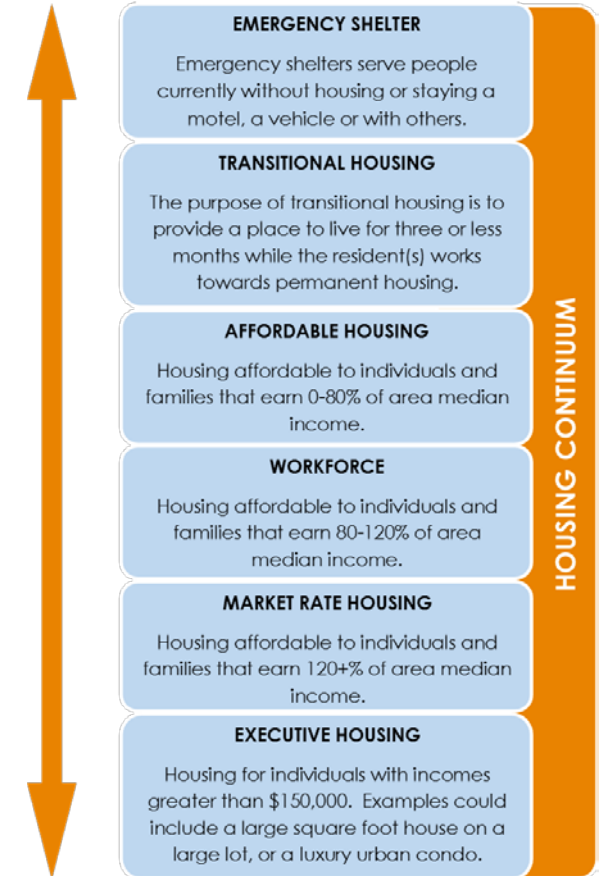 EMERGENCY SHELTER
Emergency shelters serve people
currently without housing or staying a
motel, a vehicle or with others.
TRANSITIONAL HOUSING
The purpose of transitional housing is to
provide a place to live for three or less
months while the resident(s) works
towards permanent housing.
AFFORDABLE HOUSING
Housing affordable to individuals and
families that earn 0-80% of area median
income.
WORKFORCE
Housing affordable to individuals and
families that earn 80-120% of area
median income.
MARKET RATE HOUSING
Housing affordable to individuals and
families that earn 120+% of area median
income.
EXECUTIVE HOUSING
Housing for individuals with incomes
greater than $150,000.  Examples could
include a large square foot house on a
large lot, or a luxury urban condo.
HOUSING CONTINUUM